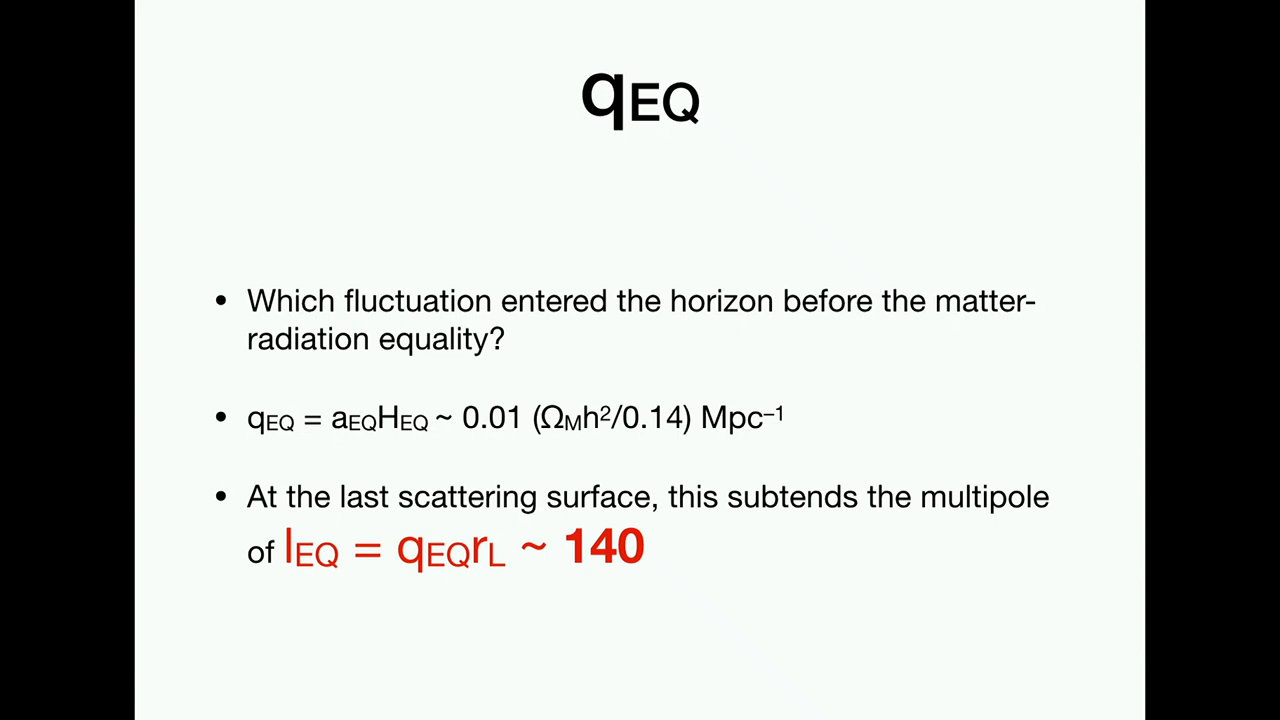 qEQ
• Which fluctuation entered the horizon before the matter-
radiation equality?
• qEQ = aEQHEQ ~ 0.01 (ΩMh²/0.14) Mpc⁻¹
• At the last scattering surface, this subtends the multipole
of lEQ = qEQrL ~ 140